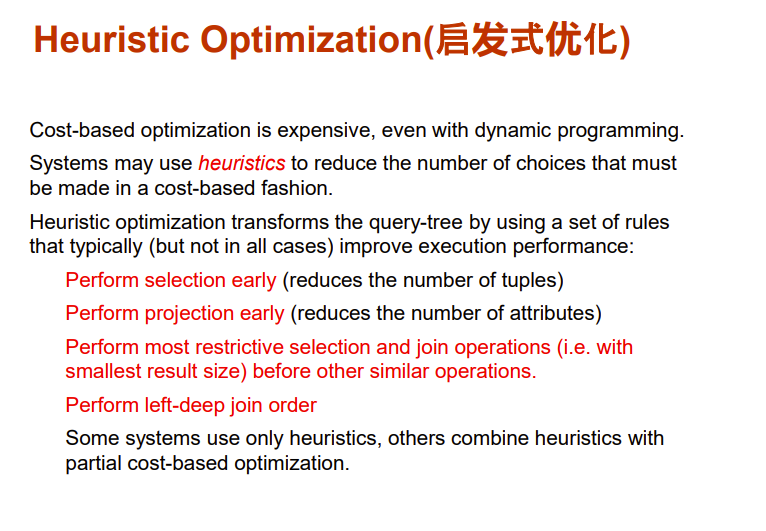 Heuristic Optimization(启发式优化)
Cost-based optimization is expensive, even with dynamic programming.
Systems may use heuristics to reduce the number of choices that must
be made in a cost-based fashion.
Heuristic optimization transforms the query-tree by using a set of rules
that typically (but not in all cases) improve execution performance:
Perform selection early (reduces the number of tuples)
Perform projection early (reduces the number of attributes)
Perform most restrictive selection and join operations (i.e. with
smallest result size) before other similar operations.
Perform left-deep join order
Some systems use only heuristics, others combine heuristics with
partial cost-based optimization.